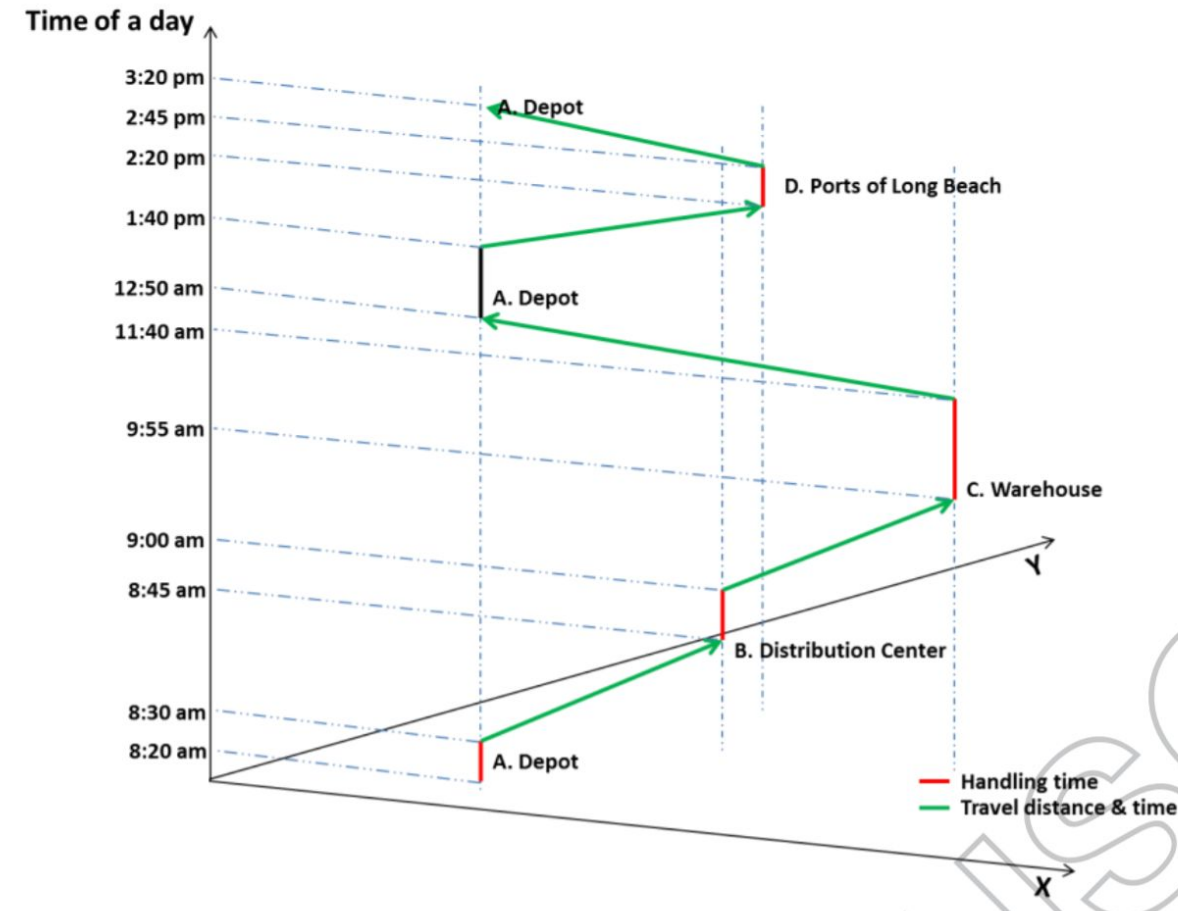 Time of a day
3:20 pm
A. Depot
2:45 pm
2:20 pm
D. Ports of Long Beach
1:40 pm
12:50 am
A. Depot
11:40 am
9:55 am
C. Warehouse
9:00 am
Y
8:45 am
B. Distribution Center
8:30 am
8:20 am
A. Depot
Handling time
Travel distance & time
X